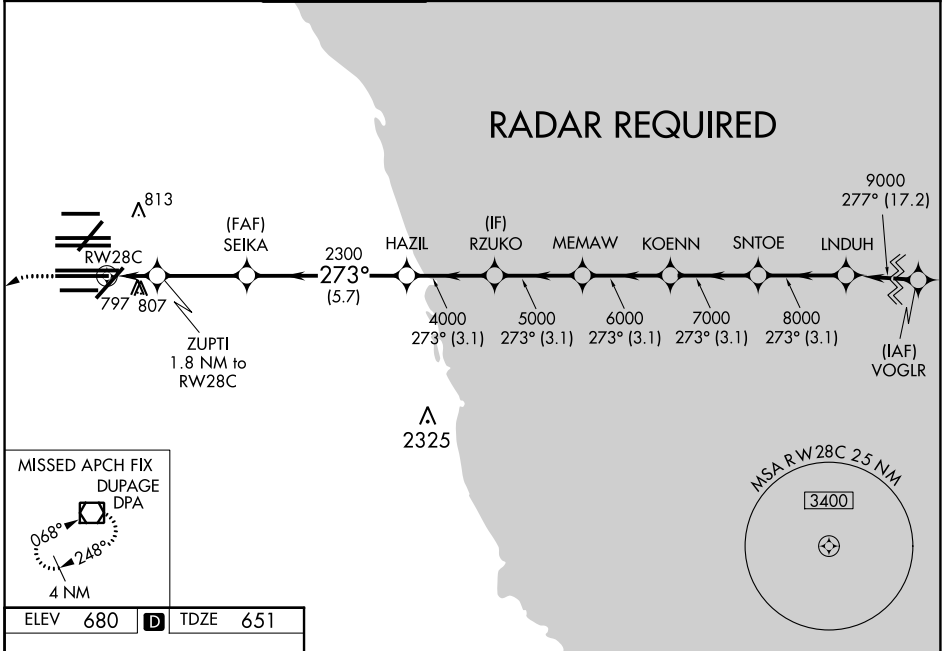 RADAR REQUIRED
813
9000
277° (17.2)
(FAF)
SEIKA
2300
273°
(5.7)
HAZIL
(IF)
RZUKO
MEMAW
KOENN
SNTOE
LNDUH
RW28C
797
807
ZUPTI
1.8 NM to
RW28C
4000
273° (3.1)
5000
273° (3.1)
6000
273° (3.1)
7000
273° (3.1)
8000
273° (3.1)
(IAF)
VOGLR
2325
MISSED APCH FIX
DUPAGE
DPA
068°
248°
4 NM
MSA RW28C 25 NM
3400
ELEV 680 D TDZE 651